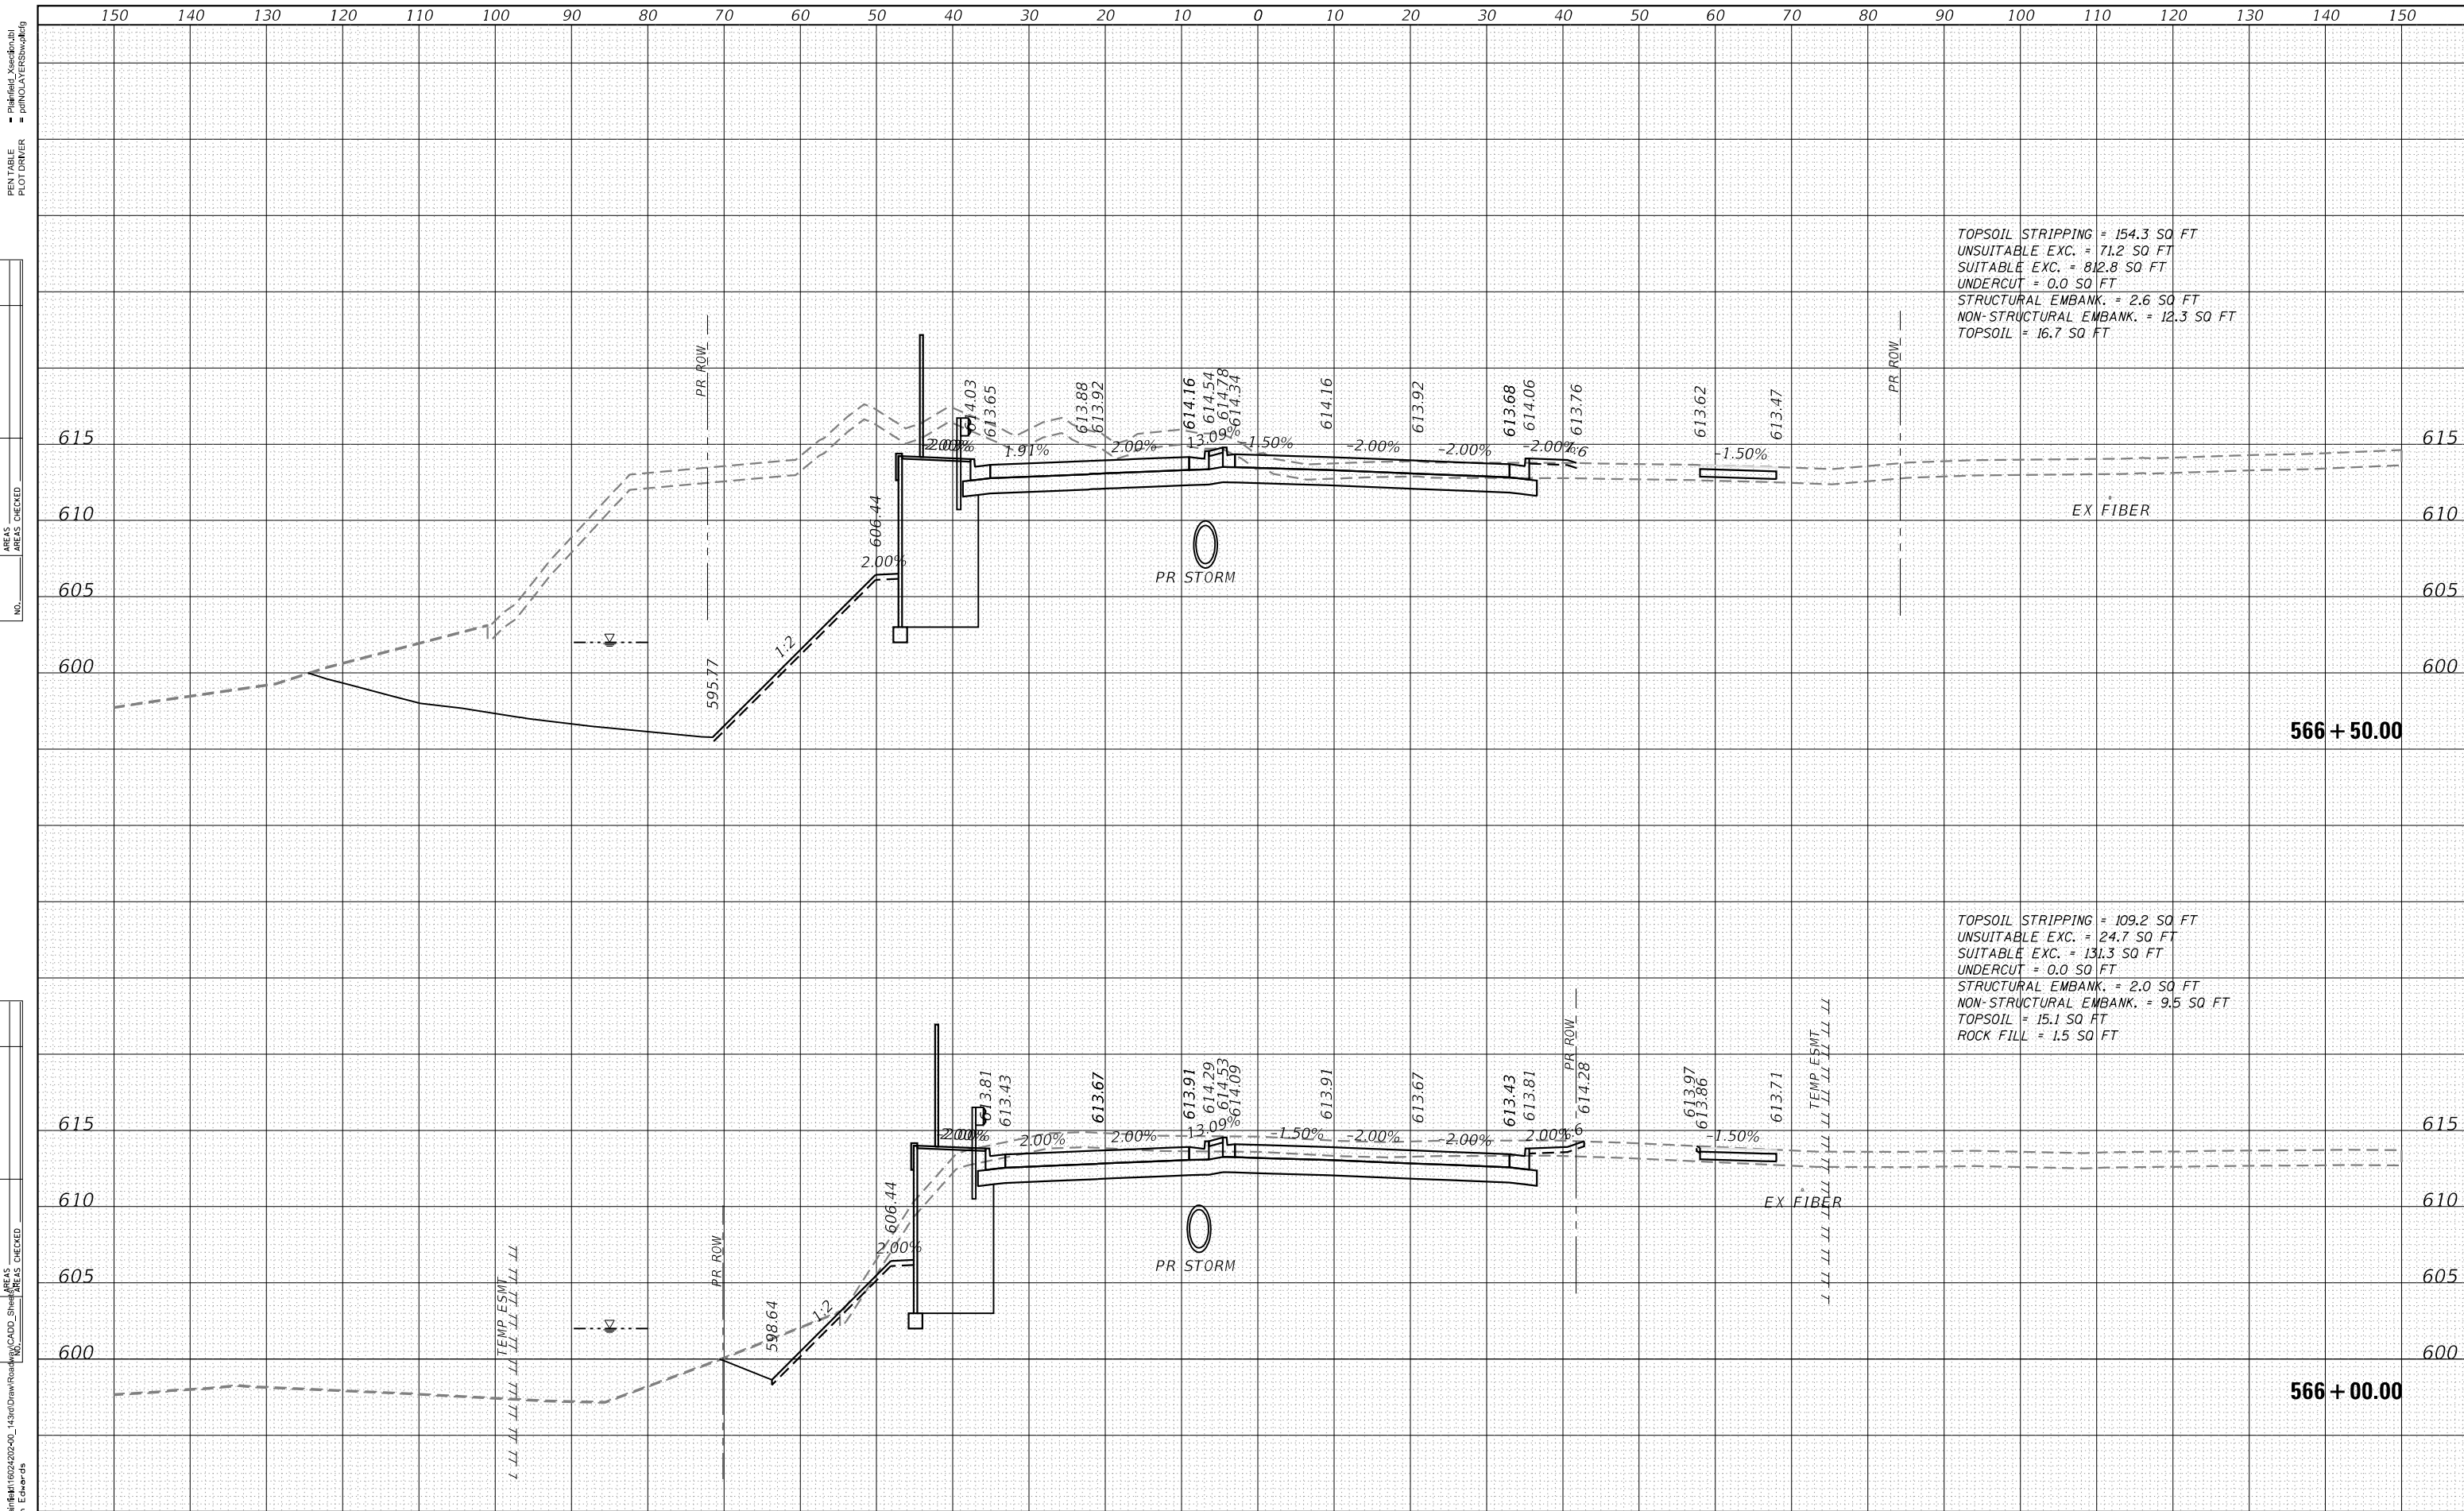 150 140 130 120 110 100 90 80 70 60 50 40 30 20 10 0 10 20 30 40 50 60 70 80 90 100 110 120 130 140 150
PEN TABLE = Plainfield_Xsection.tbl
PLOT DRIVER
AREAS
AREAS CHECKED
NO.
TOPSOIL STRIPPING = 154.3 SQ FT
UNSUITABLE EXC. = 71.2 SQ FT
SUITABLE EXC. = 812.8 SQ FT
UNDERCUT = 0.0 SQ FT
STRUCTURAL EMBANK. = 2.6 SQ FT
NON-STRUCTURAL EMBANK. = 12.3 SQ FT
TOPSOIL = 16.7 SQ FT
PR ROW
PR ROW
614.03 613.65 613.88 613.92 614.16 614.54 614.78 614.34 614.16 613.92 613.68 614.06 613.76 613.62 613.47
615 1.91% 2.00% 13.09% -1.50% -2.00% -2.00% -2.00% -1.50% 615
610 606.44 EX FIBER 610
2.00% PR STORM
605 605
1:2
600 595.77 600
566+50.00
TOPSOIL STRIPPING = 109.2 SQ FT
UNSUITABLE EXC. = 24.7 SQ FT
SUITABLE EXC. = 131.3 SQ FT
UNDERCUT = 0.0 SQ FT
STRUCTURAL EMBANK. = 2.0 SQ FT
NON-STRUCTURAL EMBANK. = 9.5 SQ FT
TOPSOIL = 15.1 SQ FT
ROCK FILL = 1.5 SQ FT
PR ROW
TEMP ESMT
613.81 613.43 613.67 613.91 614.29 614.53 614.09 613.91 613.67 613.43 613.81 614.28 613.97 613.86 613.71
615 2.00% 2.00% 13.09% -1.50% -2.00% -2.00% 2.00% -1.50% 615
610 606.44 EX FIBER 610
2.00% PR STORM
PR ROW
TEMP ESMT
605 605
1:2
600 598.64 600
566+00.00
AREAS
AREAS CHECKED
NO.
Edwards